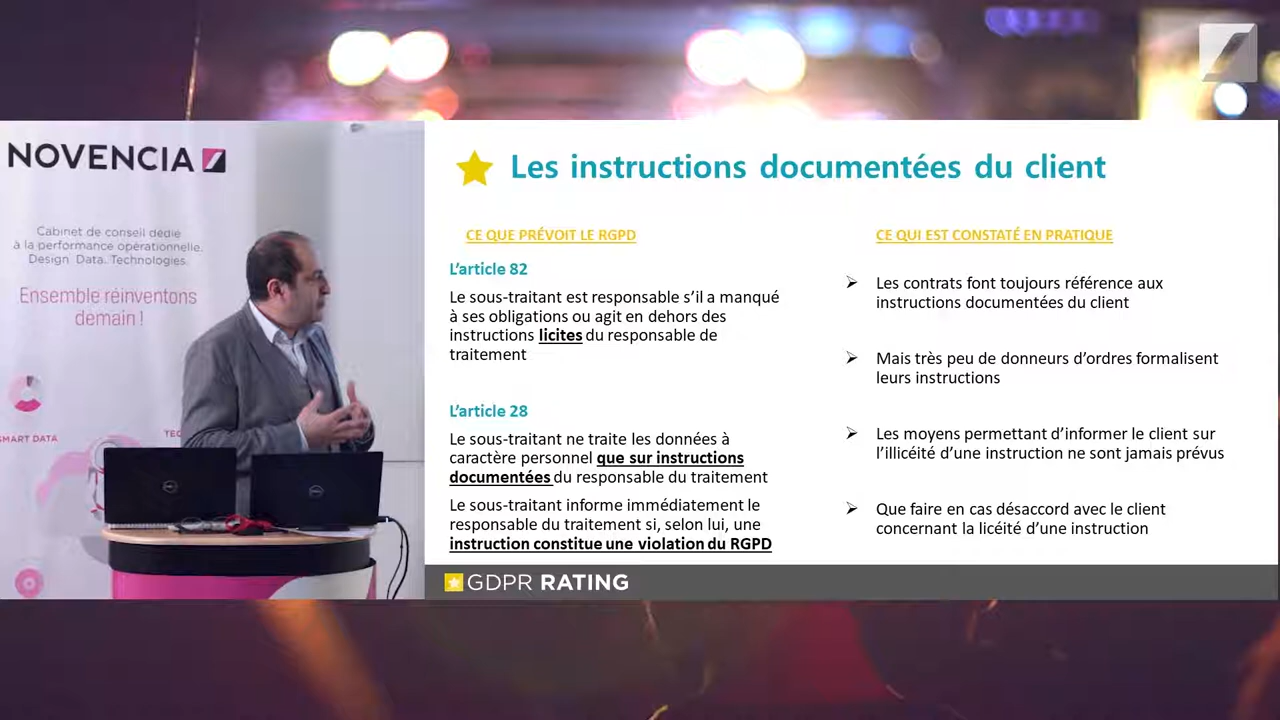 NOVENCIA
Cabinet de conseil dédié
à la performance opérationnelle.
Design. Data. Technologies.
Ensemble réinventons
demain !
SMART DATA
Les instructions documentées du client
CE QUE PRÉVOIT LE RGPD
L'article 82
Le sous-traitant est responsable s'il a manqué
à ses obligations ou agit en dehors des
instructions licites du responsable de
traitement
L'article 28
Le sous-traitant ne traite les données à
caractère personnel que sur instructions
documentées du responsable du traitement
Le sous-traitant informe immédiatement le
responsable du traitement si, selon lui, une
instruction constitue une violation du RGPD
CE QUI EST CONSTATÉ EN PRATIQUE
Les contrats font toujours référence aux
instructions documentées du client
Mais très peu de donneurs d'ordres formalisent
leurs instructions
Les moyens permettant d'informer le client sur
l'illicéité d'une instruction ne sont jamais prévus
Que faire en cas désaccord avec le client
concernant la licéité d'une instruction
GDPR RATING